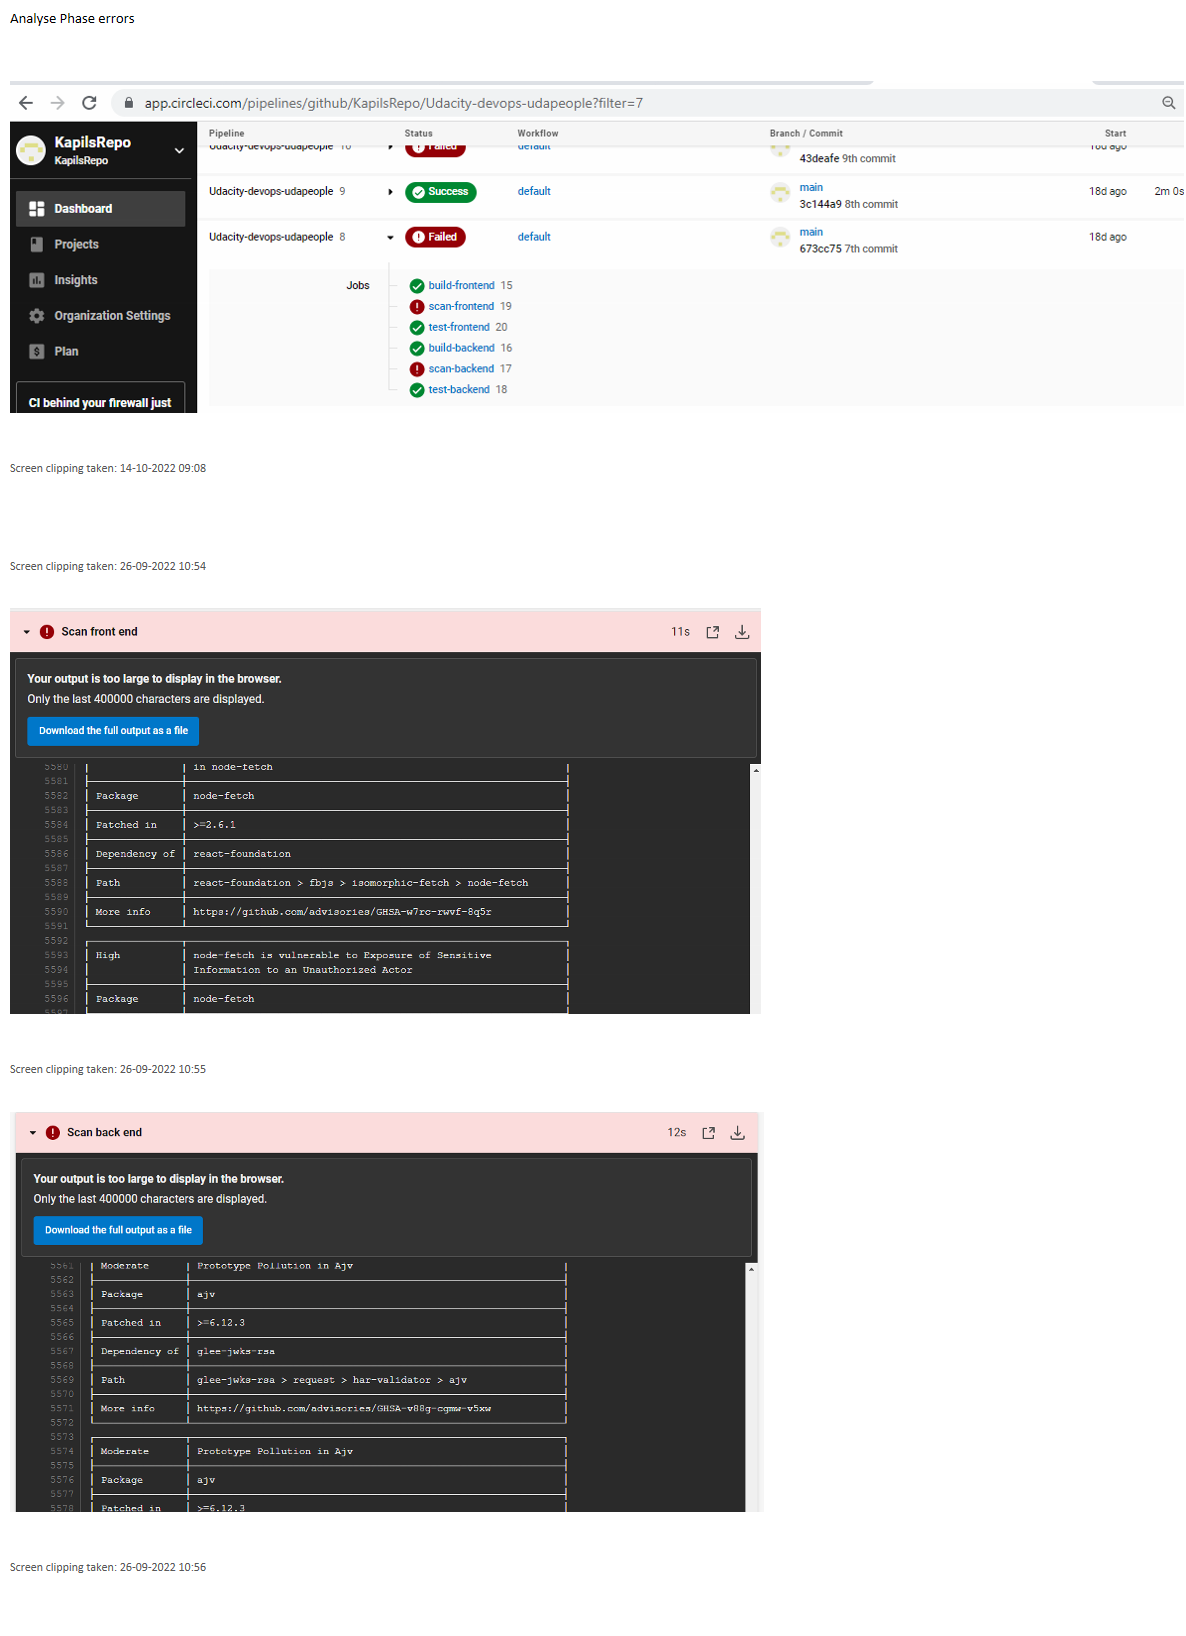 Analyse Phase errors
app.circleci.com/pipelines/github/KapilsRepo/Udacity-devops-udapeople?filter=7
KapilsRepo
KapilsRepo
Dashboard
Projects
Insights
Organization Settings
Plan
CI behind your firewall just
Pipeline Status Workflow Branch / Commit Start
Udacity-devops-udapeople 10 Failed default 18d ago
43deafe 9th commit
Udacity-devops-udapeople 9 Success default main 18d ago 2m 0s
3c144a9 8th commit
Udacity-devops-udapeople 8 Failed default main 18d ago
673cc75 7th commit
Jobs build-frontend 15
scan-frontend 19
test-frontend 20
build-backend 16
scan-backend 17
test-backend 18
Screen clipping taken: 14-10-2022 09:08
Screen clipping taken: 26-09-2022 10:54
Scan front end 11s
Your output is too large to display in the browser.
Only the last 400000 characters are displayed.
Download the full output as a file
5580 in node-fetch
5581
5582 Package node-fetch
5583
5584 Patched in >=2.6.1
5585
5586 Dependency of react-foundation
5587
5588 Path react-foundation > fbjs > isomorphic-fetch > node-fetch
5589
5590 More info https://github.com/advisories/GHSA-w7rc-rwvf-8q5r
5591
5592
5593 High node-fetch is vulnerable to Exposure of Sensitive
5594 Information to an Unauthorized Actor
5595
5596 Package node-fetch
5597
Screen clipping taken: 26-09-2022 10:55
Scan back end 12s
Your output is too large to display in the browser.
Only the last 400000 characters are displayed.
Download the full output as a file
5561 Moderate Prototype Pollution in Ajv
5562
5563 Package ajv
5564
5565 Patched in >=6.12.3
5566
5567 Dependency of glee-jwks-rsa
5568
5569 Path glee-jwks-rsa > request > har-validator > ajv
5570
5571 More info https://github.com/advisories/GHSA-v88g-cgmw-v5xw
5572
5573
5574 Moderate Prototype Pollution in Ajv
5575
5576 Package ajv
5577
5578 Patched in >=6.12.3
Screen clipping taken: 26-09-2022 10:56